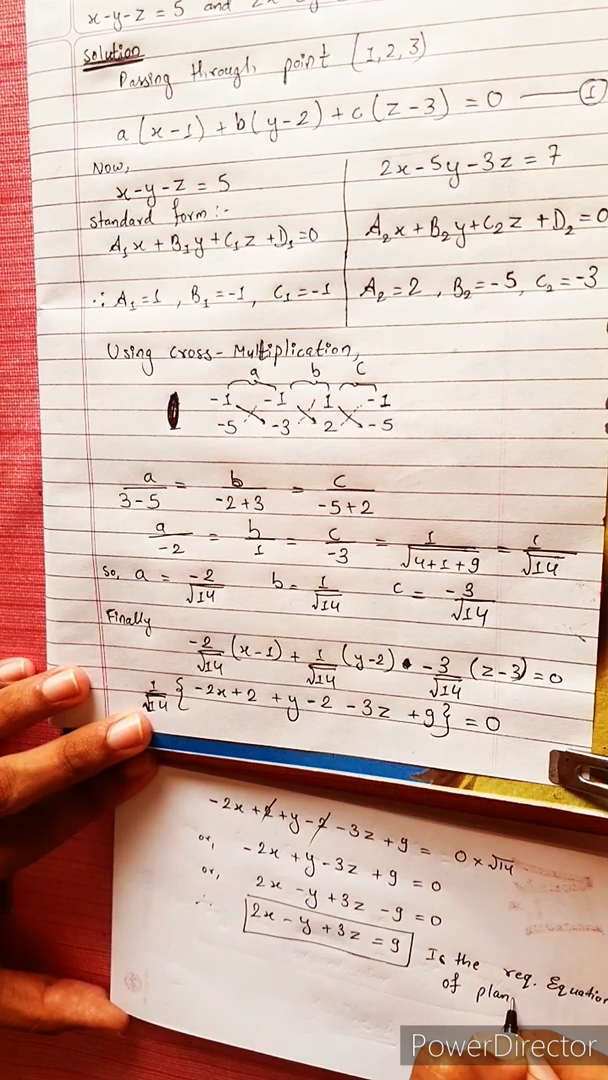 x-y-z = 5 and
Solution
Passing through point (1,2,3)
a(x-1)+b(y-2)+c(z-3) = 0 —— ①
Now,
x-y-z = 5
standard form:-
A₁x+B₁y+C₁z+D₁=0
∴ A₁=1, B₁=-1, C₁=-1
2x-5y-3z = 7
A₂x+B₂y+C₂z+D₂=0
A₂=2, B₂=-5, C₂=-3
Using Cross-Multiplication,
a b c
-1 -1 1 -1
-5 -3 2 -5
a/(3-5) = b/(-2+3) = c/(-5+2)
a/-2 = b/1 = c/-3 = 1/√(4+1+9) = 1/√14
So, a = -2/√14 b = 1/√14 c = -3/√14
Finally
-2/√14 (x-1) + 1/√14 (y-2) • -3/√14 (z-3) = 0
1/√14 { -2x+2 +y-2 -3z +9} = 0
-2x+2+y-2-3z+9 = 0×√14
or, -2x+y-3z+9 = 0
or, 2x-y+3z-9 = 0
∴ 2x-y+3z = 9 Is the req. Equation
of plan
PowerDirector